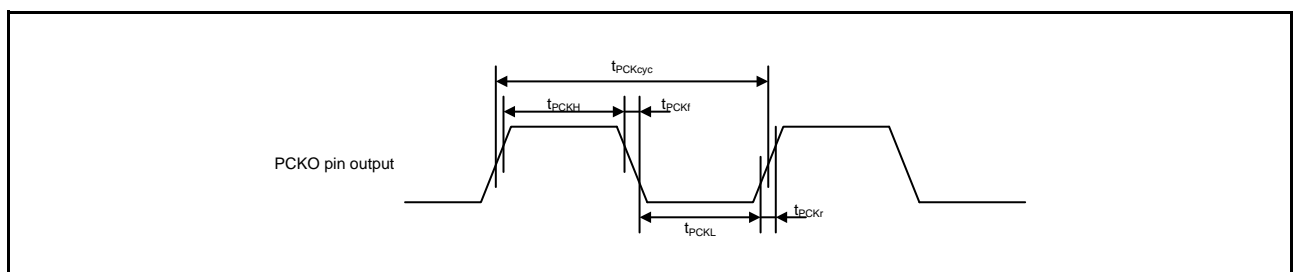 tPCKcyc
tPCKH
tPCKf
PCKO pin output
tPCKr
tPCKL